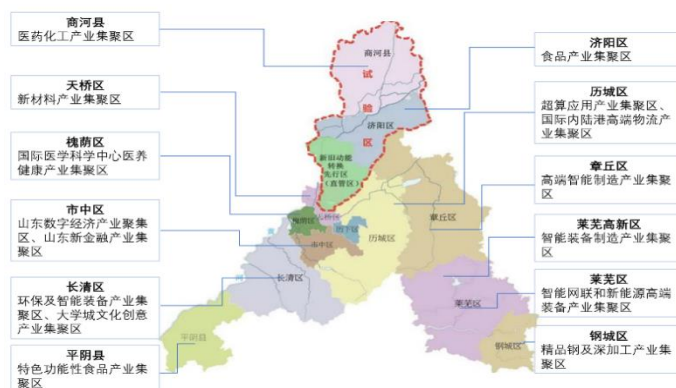 商河县
医药化工产业集聚区
天桥区
新材料产业集聚区
槐荫区
国际医学科学中心医养
健康产业集聚区
市中区
山东数字经济产业聚集
区、山东新金融产业集
聚区
长清区
环保及智能装备产业集
聚区、大学城文化创意
产业集聚区
平阴县
特色功能性食品产业集
聚区
商河县
试
验
区
济阳区
新旧动能
转换
先行区
(直管区)
天桥区
槐荫区
历下区
市中区
历城区
章丘区
长清区
平阴县
莱芜区
钢城区
济阳区
食品产业集聚区
历城区
超算应用产业集聚区、
国际内陆港高端物流产
业集聚区
章丘区
高端智能制造产业集聚
区
莱芜高新区
智能装备制造产业集聚
区
莱芜区
智能网联和新能源高端
装备产业集聚区
钢城区
精品钢及深加工产业集
聚区